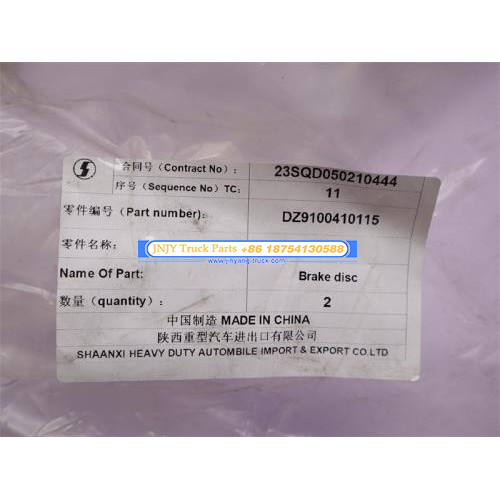 合同号（Contract No）: 23SQD050210444
序号（Sequence No）TC: 11
零件编号（Part number）: DZ9100410115
零件名称:
JNJY Truck Parts +86 18754130588
www.jinyang-truck.com
Name Of Part: Brake disc
数量（quantity）: 2
中国制造 MADE IN CHINA
陕西重型汽车进出口有限公司
SHAANXI HEAVY DUTY AUTOMBILE IMPORT & EXPORT CO.LTD